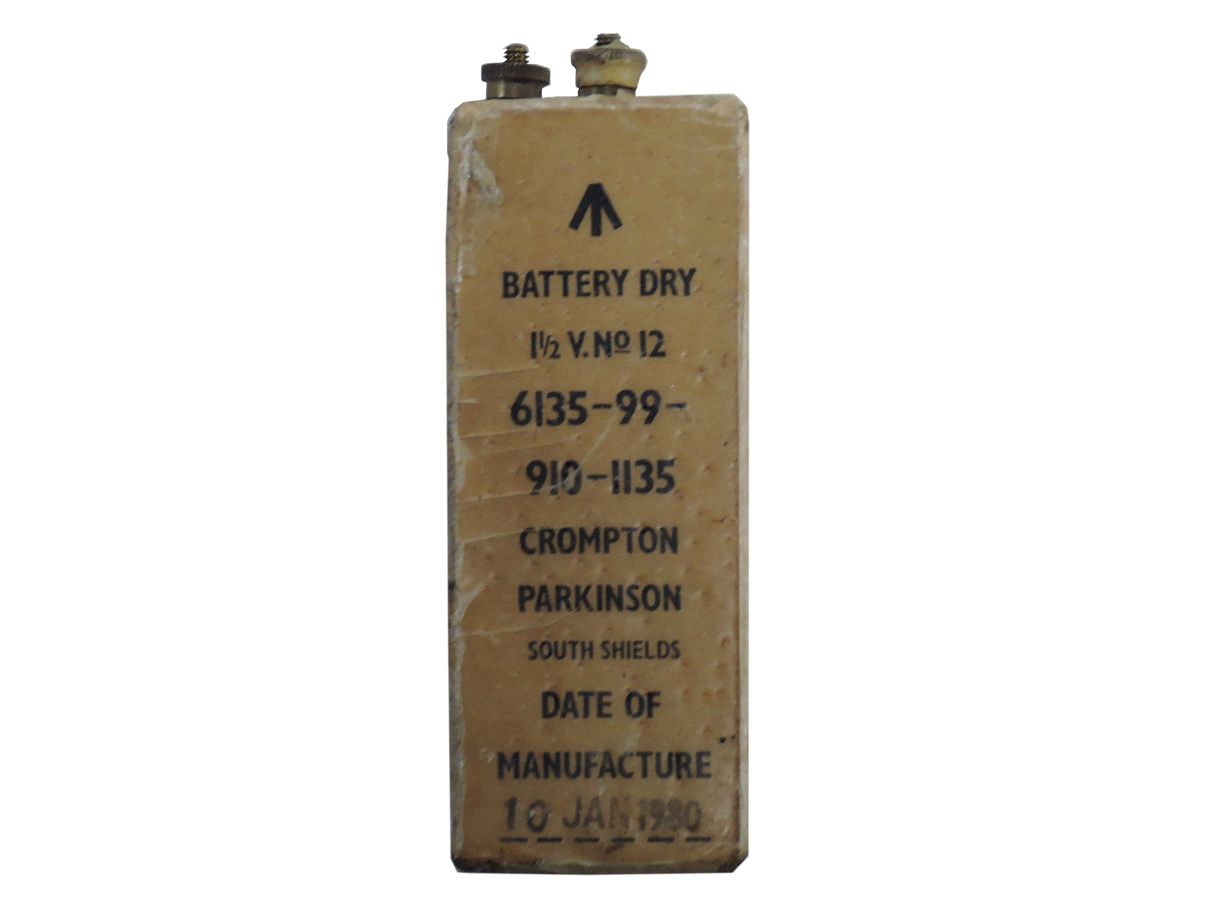 BATTERY DRY
1½ V. Nº 12
6135-99-
910-1135
CROMPTON
PARKINSON
SOUTH SHIELDS
DATE OF
MANUFACTURE
10 JAN 1980